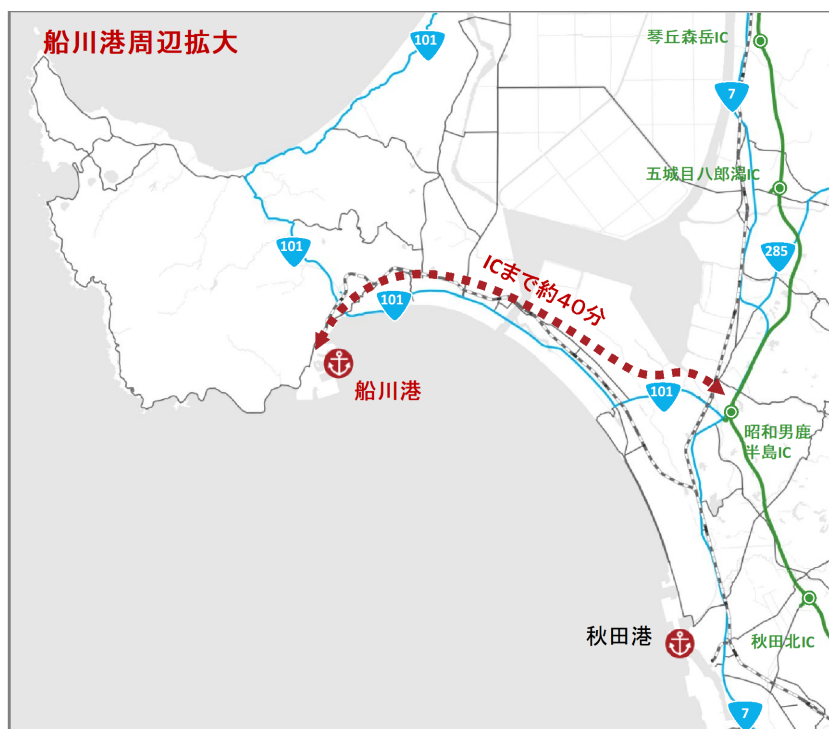 船川港周辺拡大
101
琴丘森岳IC
7
五城目八郎潟IC
101
285
ICまで約40分
101
船川港
101
昭和男鹿
半島IC
秋田港
秋田北IC
7